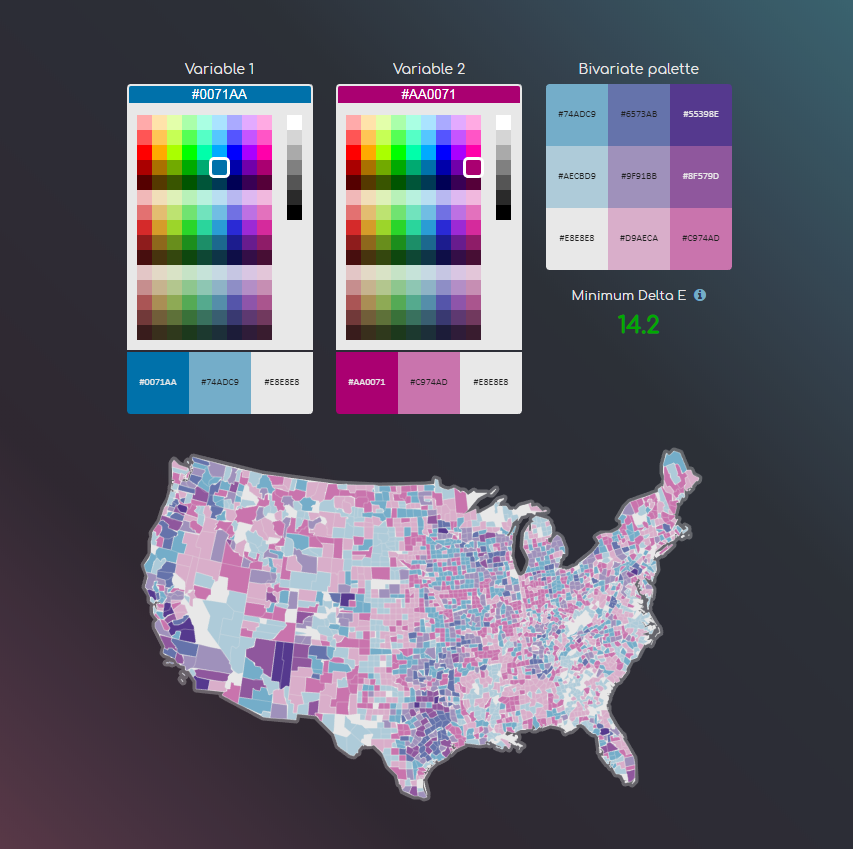 Variable 1
#0071AA
#0071AA
#74ADC9
#E8E8E8
Variable 2
#AA0071
#AA0071
#C974AD
#E8E8E8
Bivariate palette
#74ADC9
#6573AB
#55398E
#AECBD9
#9F91BB
#8F579D
#E8E8E8
#D9AECA
#C974AD
Minimum Delta E
14.2